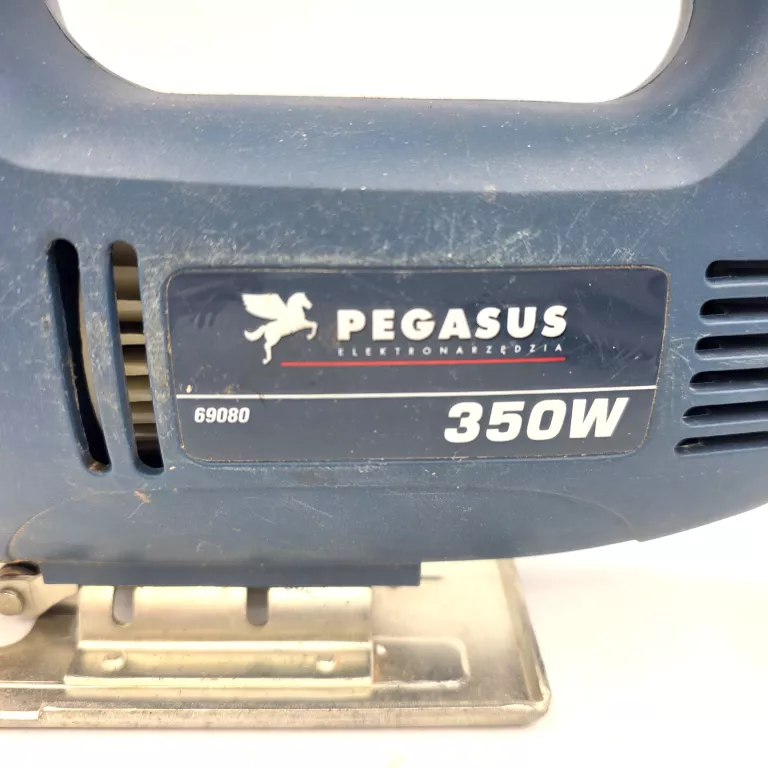 PEGASUS
ELEKTRONARZĘDZIA
69080
350W